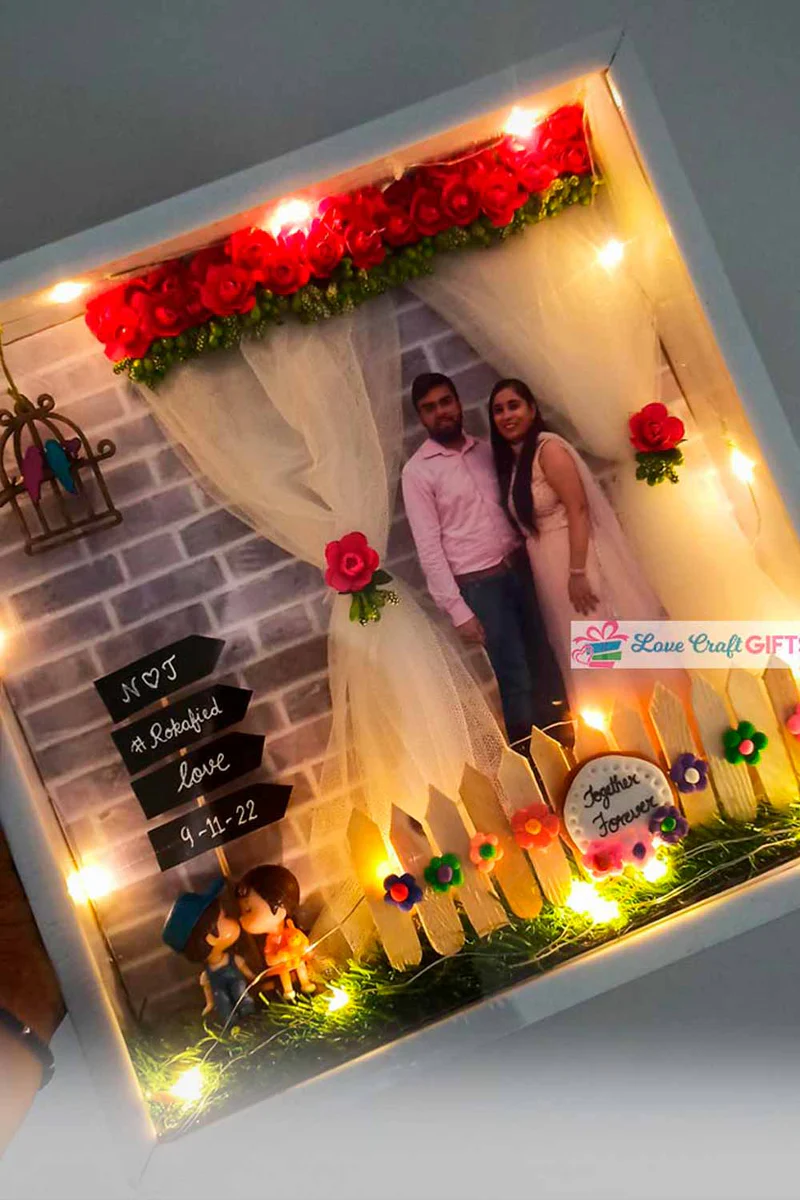 N♡J
#Rokafied
love
9-11-22
Together
Forever
Love Craft GIFTS